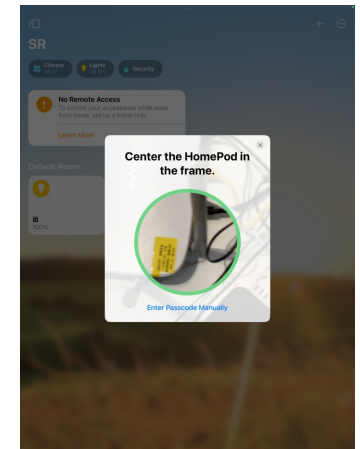 SR
Climate
Lights
Security
No Remote Access
To control your accessories while away
from home, set up a home hub.
Learn More
Default Room
100%
Center the HomePod in
the frame.
Enter Passcode Manually